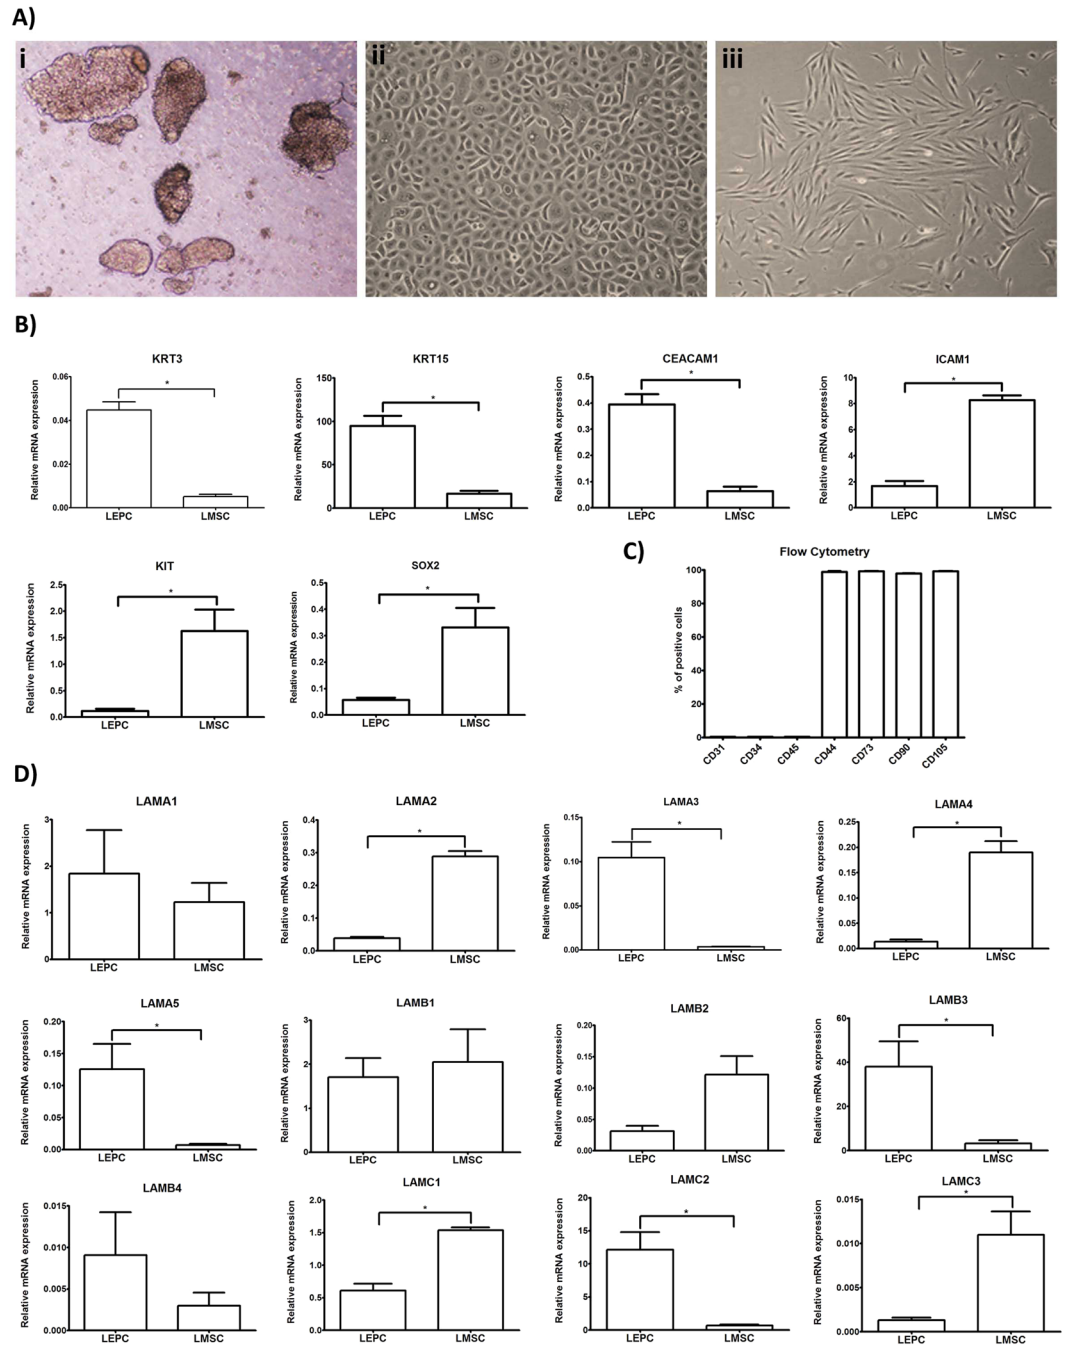 A)
i ii iii
B)
KRT3 KRT15 CEACAM1 ICAM1
Relative mRNA expression
0.06
0.04
0.02
0.00
*
LEPC LMSC
Relative mRNA expression
150
100
50
0
*
LEPC LMSC
Relative mRNA expression
0.5
0.4
0.3
0.2
0.1
0.0
*
LEPC LMSC
Relative mRNA expression
10
8
6
4
2
0
*
LEPC LMSC
KIT
Relative mRNA expression
2.5
2.0
1.5
1.0
0.5
0.0
*
LEPC LMSC
SOX2
Relative mRNA expression
0.5
0.4
0.3
0.2
0.1
0.0
*
LEPC LMSC
C)
Flow Cytometry
% of positive cells
100
80
60
40
20
0
CD31 CD34 CD45 CD44 CD73 CD90 CD105
D)
LAMA1
Relative mRNA expression
3
2
1
0
LEPC LMSC
LAMA2
Relative mRNA expression
0.4
0.3
0.2
0.1
0.0
*
LEPC LMSC
LAMA3
Relative mRNA expression
0.15
0.10
0.05
0.00
*
LEPC LMSC
LAMA4
Relative mRNA expression
0.25
0.20
0.15
0.10
0.05
0.00
*
LEPC LMSC
LAMA5
Relative mRNA expression
0.20
0.15
0.10
0.05
0.00
*
LEPC LMSC
LAMB1
Relative mRNA expression
3
2
1
0
LEPC LMSC
LAMB2
Relative mRNA expression
0.20
0.15
0.10
0.05
0.00
LEPC LMSC
LAMB3
Relative mRNA expression
60
40
20
0
*
LEPC LMSC
LAMB4
Relative mRNA expression
0.015
0.010
0.005
0.000
LEPC LMSC
LAMC1
Relative mRNA expression
2.0
1.5
1.0
0.5
0.0
*
LEPC LMSC
LAMC2
Relative mRNA expression
20
15
10
5
0
*
LEPC LMSC
LAMC3
Relative mRNA expression
0.015
0.010
0.005
0.000
*
LEPC LMSC